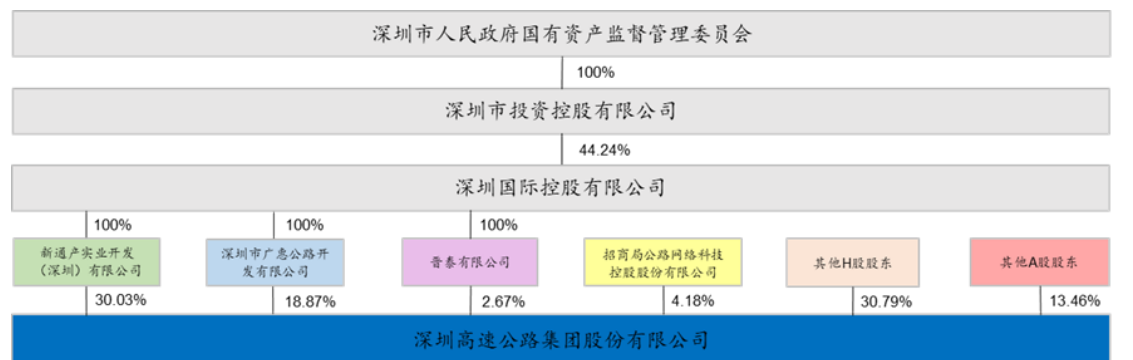 深圳市人民政府国有资产监督管理委员会
100%
深圳市投资控股有限公司
44.24%
深圳国际控股有限公司
100%
100%
100%
新通产实业开发
（深圳）有限公司
深圳市广惠公路开
发有限公司
晋泰有限公司
招商局公路网络科技
控股股份有限公司
其他H股股东
其他A股股东
30.03%
18.87%
2.67%
4.18%
30.79%
13.46%
深圳高速公路集团股份有限公司